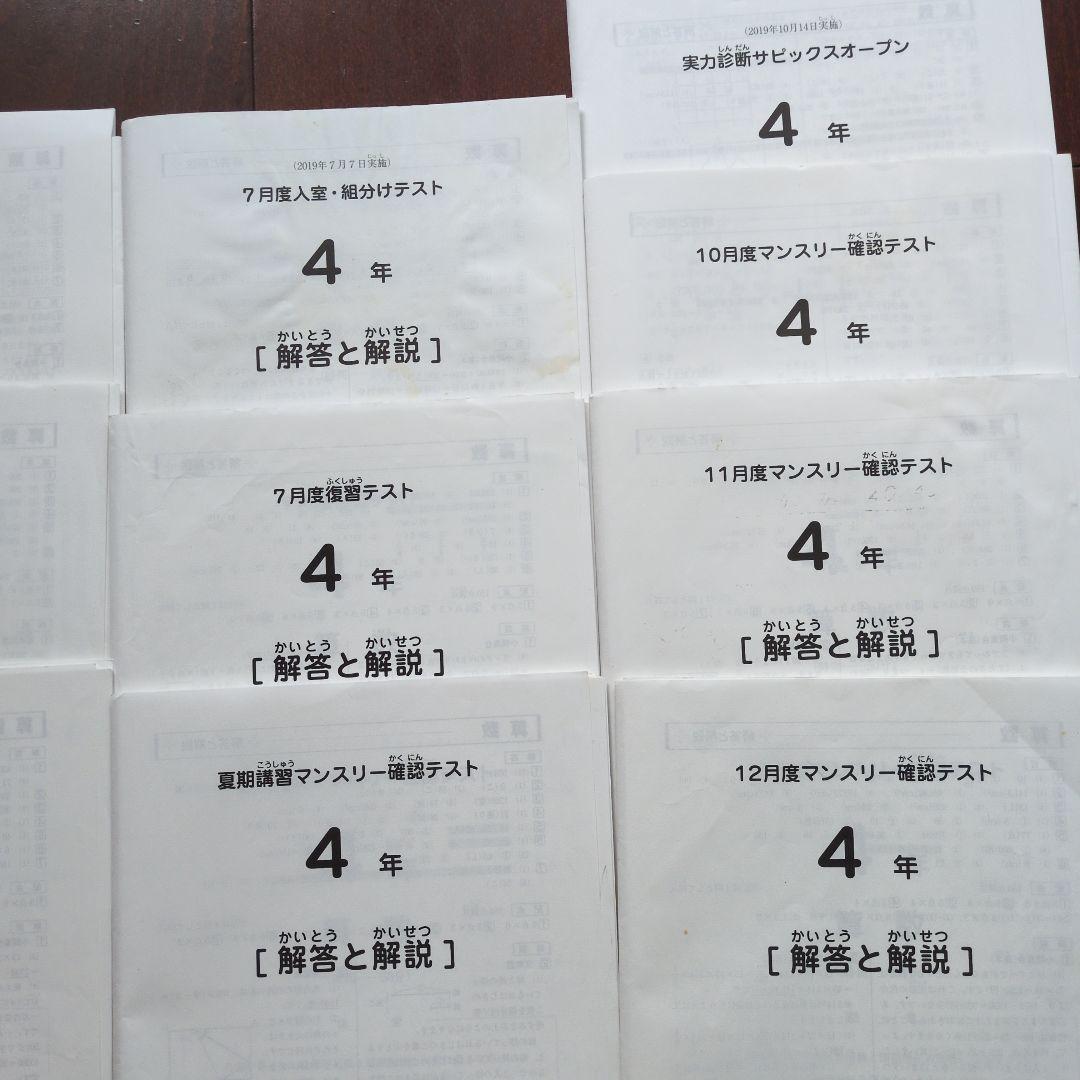 (2019年7月7日実施)
7月度入室・組分けテスト
4年
[解答と解説]
7月度復習テスト
4年
[解答と解説]
夏期講習マンスリー確認テスト
4年
[解答と解説]
(2019年10月14日実施)
実力診断サピックスオープン
4年
10月度マンスリー確認テスト
4年
11月度マンスリー確認テスト
4年
[解答と解説]
12月度マンスリー確認テスト
4年
[解答と解説]